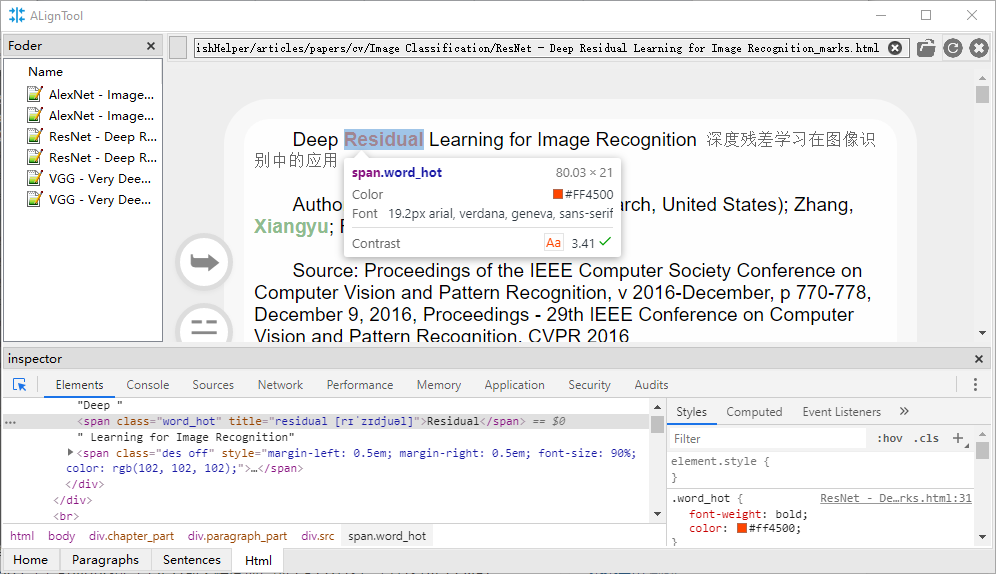 ALignTool
Foder
ishHelper/articles/papers/cv/Image Classification/ResNet - Deep Residual Learning for Image Recognition_marks.html
Name
AlexNet - Image...
AlexNet - Image...
ResNet - Deep R...
ResNet - Deep R...
VGG - Very Dee...
VGG - Very Dee...
Deep Residual Learning for Image Recognition 深度残差学习在图像识
别中的应用
span.word_hot 80.03 × 21
Color #FF4500
Font 19.2px arial, verdana, geneva, sans-serif
Contrast Aa 3.41
arch, United States); Zhang,
Xiangyu;
Source: Proceedings of the IEEE Computer Society Conference on
Computer Vision and Pattern Recognition, v 2016-December, p 770-778,
December 9, 2016, Proceedings - 29th IEEE Conference on Computer
Vision and Pattern Recognition, CVPR 2016
inspector
Elements Console Sources Network Performance Memory Application Security Audits
"Deep "
<span class="word_hot" title="residual [rɪˈzɪdjuəl]">Residual</span> == $0
" Learning for Image Recognition"
<span class="des off" style="margin-left: 0.5em; margin-right: 0.5em; font-size: 90%;
color: rgb(102, 102, 102);">…</span>
</div>
</div>
<br>
html body div.chapter_part div.paragraph_part div.src span.word_hot
Styles Computed Event Listeners »
Filter :hov .cls +
element.style {
}
.word_hot { ResNet - De…rks.html:31
font-weight: bold;
color: #ff4500;
}
Home Paragraphs Sentences Html